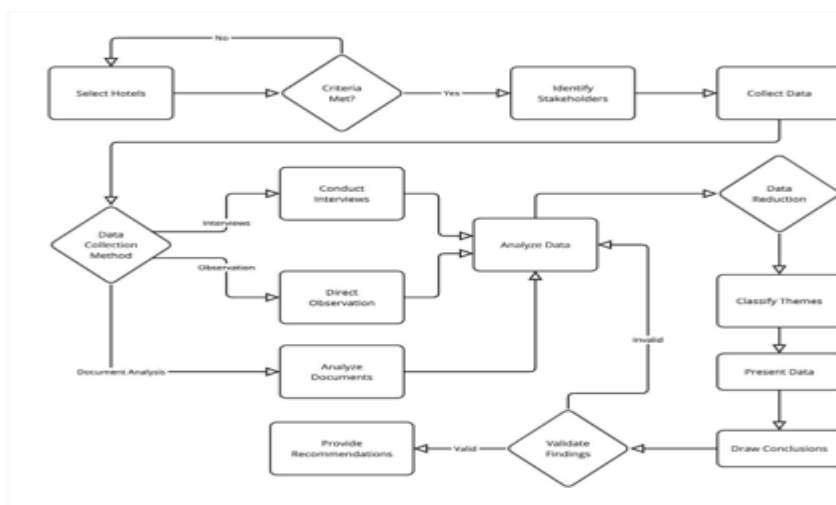 No
Select Hotels
Criteria
Met?
Yes
Identify
Stakeholders
Collect Data
Data
Collection
Method
Interviews
Observation
Document Analysis
Conduct
Interviews
Direct
Observation
Analyze
Documents
Analyze Data
Data
Reduction
Classify Themes
Present Data
Draw Conclusions
Validate
Findings
Invalid
Valid
Provide
Recommendations